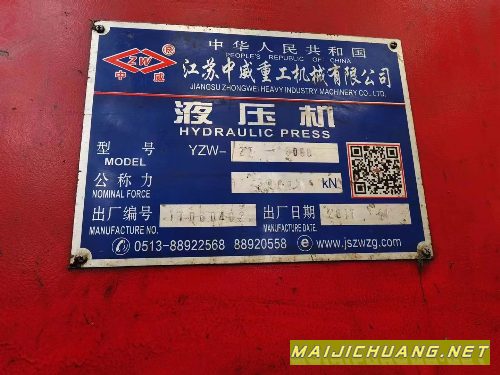 中华人民共和国
PEOPLE'S REPUBLIC OF CHINA
ZW
中威
江苏中威重工机械有限公司
JIANGSU ZHONGWEI HEAVY INDUSTRY MACHINERY CO.,LTD.
液压机
HYDRAULIC PRESS
型号 YZW-
MODEL
公称力 kN
NOMINAL FORCE
出厂编号 出厂日期
MANUFACTURE NO. MANUFACTURE DATE.
0513-88922568 88920558 www.jszwzg.com
MAIJICHUANG.NET